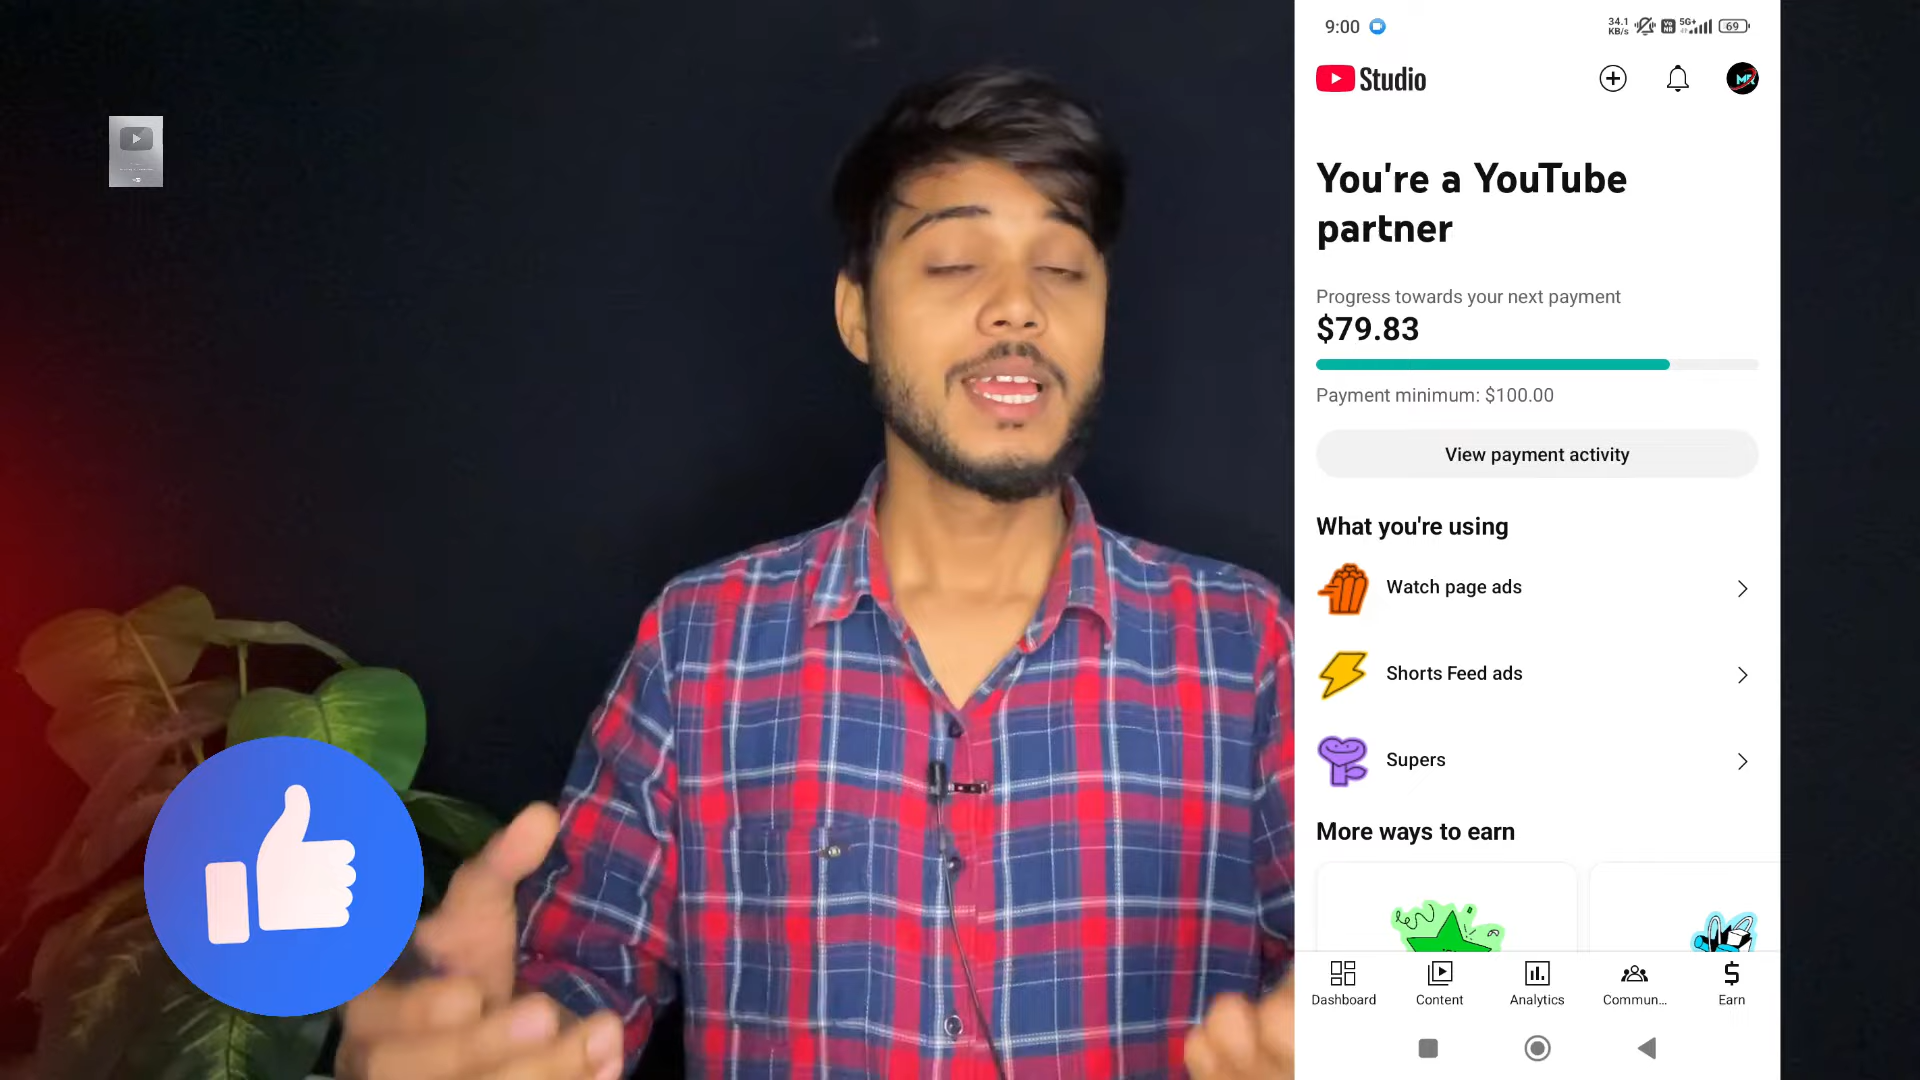 9:00
34.1
KB/s
5G+
69
Studio
You're a YouTube
partner
Progress towards your next payment
$79.83
Payment minimum: $100.00
View payment activity
What you're using
Watch page ads
Shorts Feed ads
Supers
More ways to earn
Dashboard
Content
Analytics
Commun...
Earn